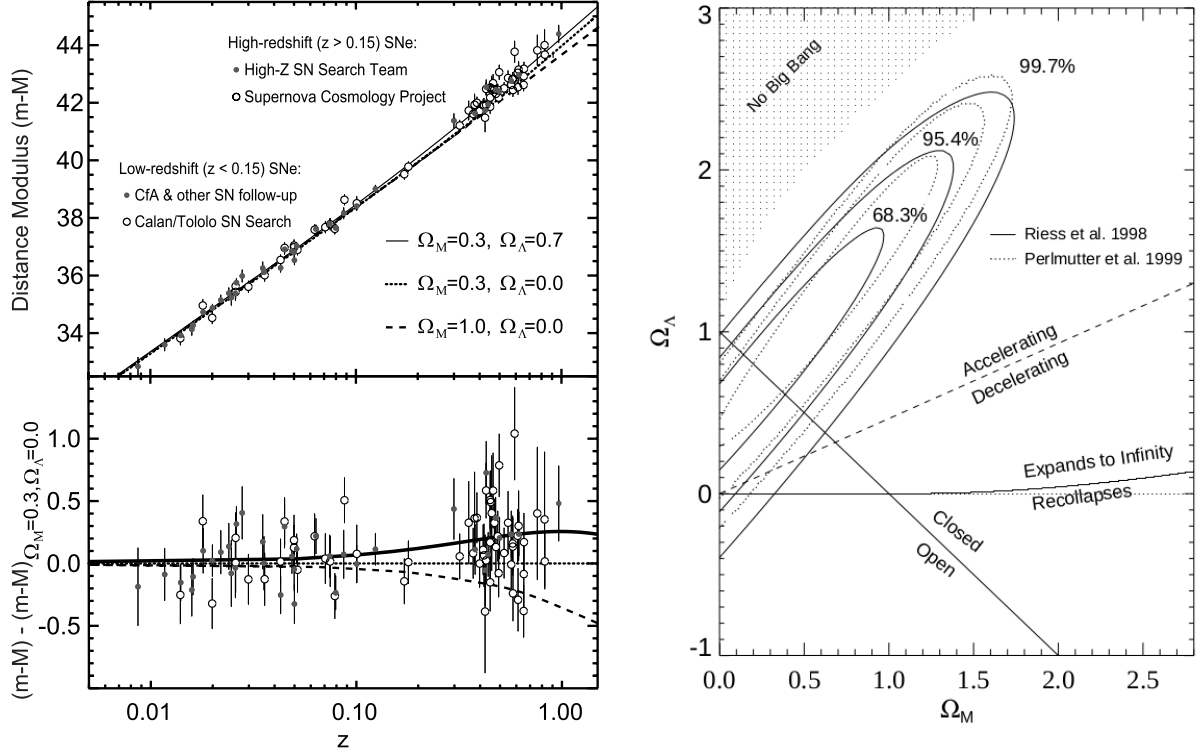 High-redshift (z > 0.15) SNe:
High-Z SN Search Team
Supernova Cosmology Project
Low-redshift (z < 0.15) SNe:
CfA & other SN follow-up
Calan/Tololo SN Search
Ω_M=0.3, Ω_Λ=0.7
Ω_M=0.3, Ω_Λ=0.0
Ω_M=1.0, Ω_Λ=0.0
Distance Modulus (m-M)
44
42
40
38
36
34
(m-M) - (m-M)_Ω_M=0.3,Ω_Λ=0.0
1.0
0.5
0.0
-0.5
0.01
0.10
1.00
z
3
2
1
0
-1
Ω_Λ
No Big Bang
99.7%
95.4%
68.3%
Riess et al. 1998
Perlmutter et al. 1999
Accelerating
Decelerating
Expands to Infinity
Recollapses
Closed
Open
0.0
0.5
1.0
1.5
2.0
2.5
Ω_M